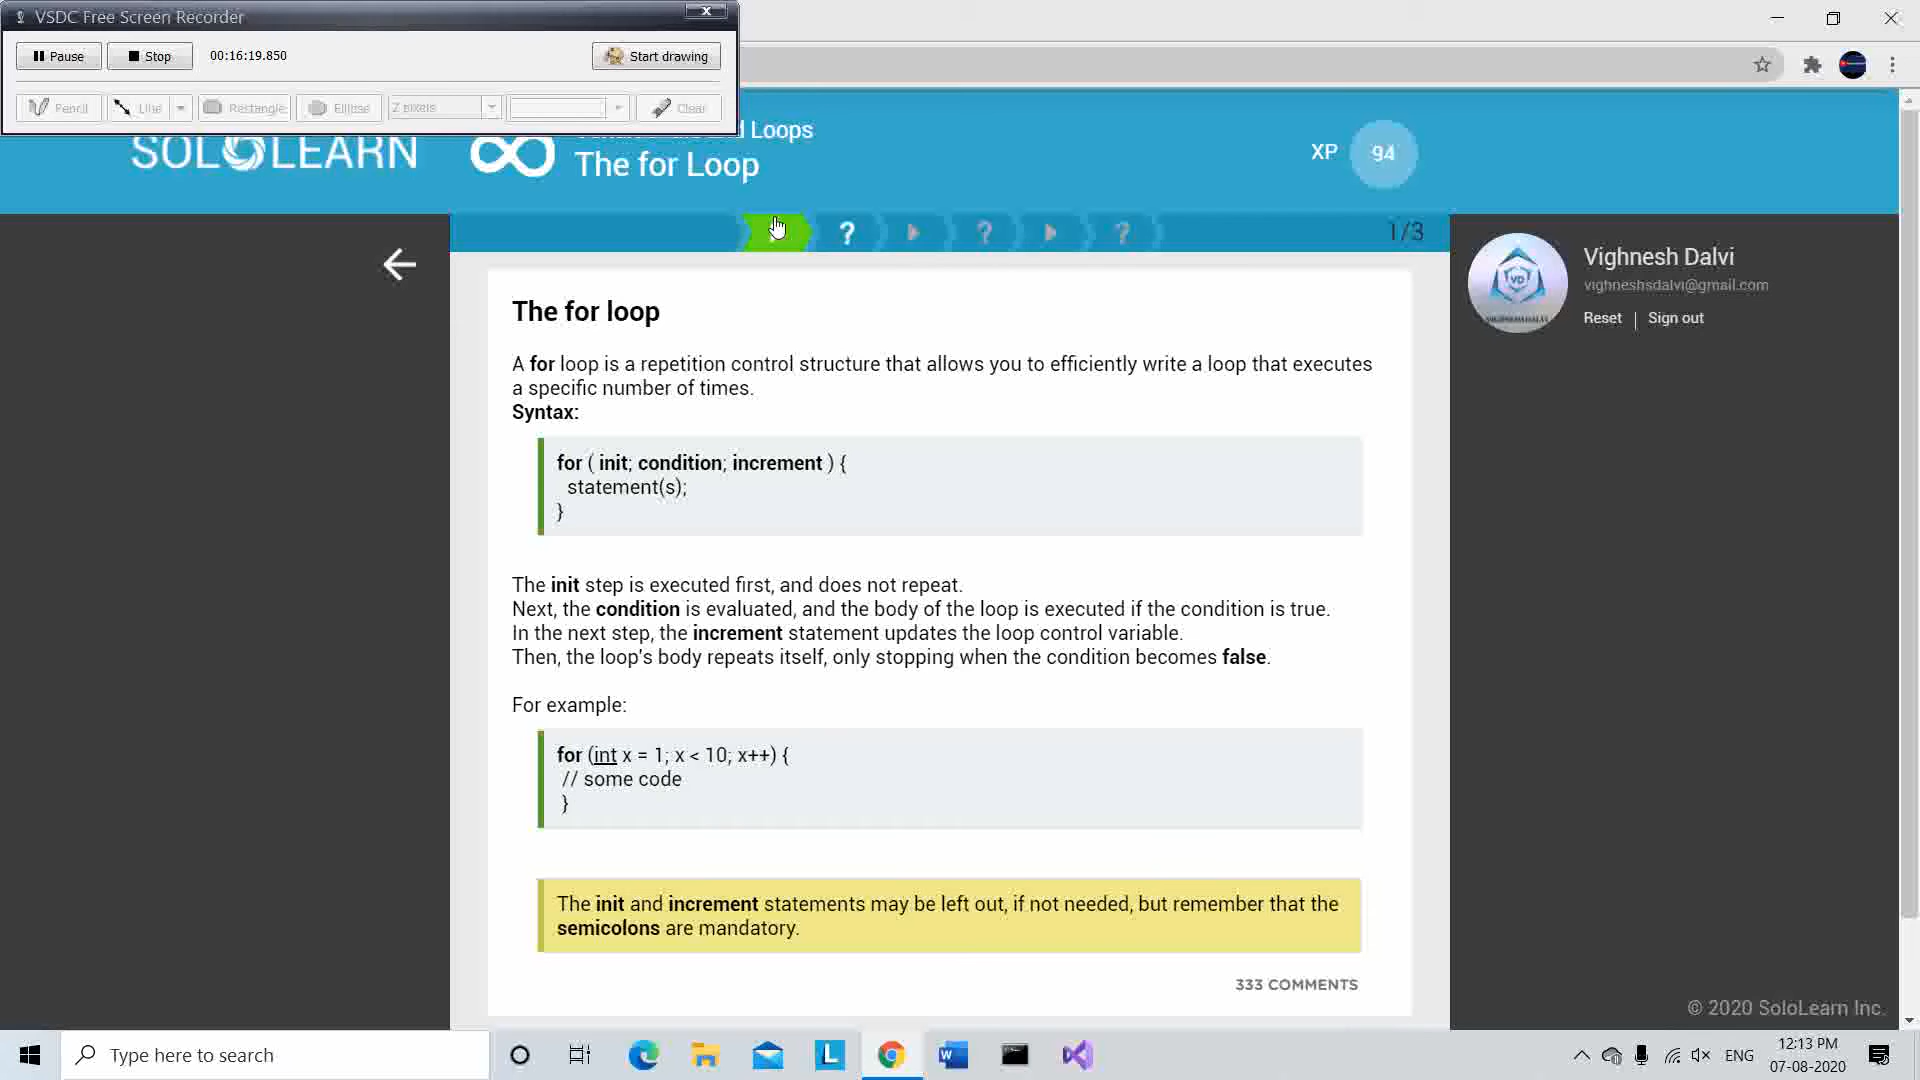 VSDC Free Screen Recorder
Pause
Stop
00:16:19.850
Start drawing
Pencil
Line
Rectangle
Ellipse
2 pixels
Clear
SOLOLEARN
Loops
The for Loop
XP
94
?
?
?
1/3
Vighnesh Dalvi
vighneshsdalvi@gmail.com
Reset | Sign out
The for loop
A for loop is a repetition control structure that allows you to efficiently write a loop that executes
a specific number of times.
Syntax:
for ( init; condition; increment ) {
statement(s);
}
The init step is executed first, and does not repeat.
Next, the condition is evaluated, and the body of the loop is executed if the condition is true.
In the next step, the increment statement updates the loop control variable.
Then, the loop's body repeats itself, only stopping when the condition becomes false.
For example:
for (int x = 1; x < 10; x++) {
// some code
}
The init and increment statements may be left out, if not needed, but remember that the
semicolons are mandatory.
333 COMMENTS
© 2020 SoloLearn Inc.
Type here to search
ENG
12:13 PM
07-08-2020